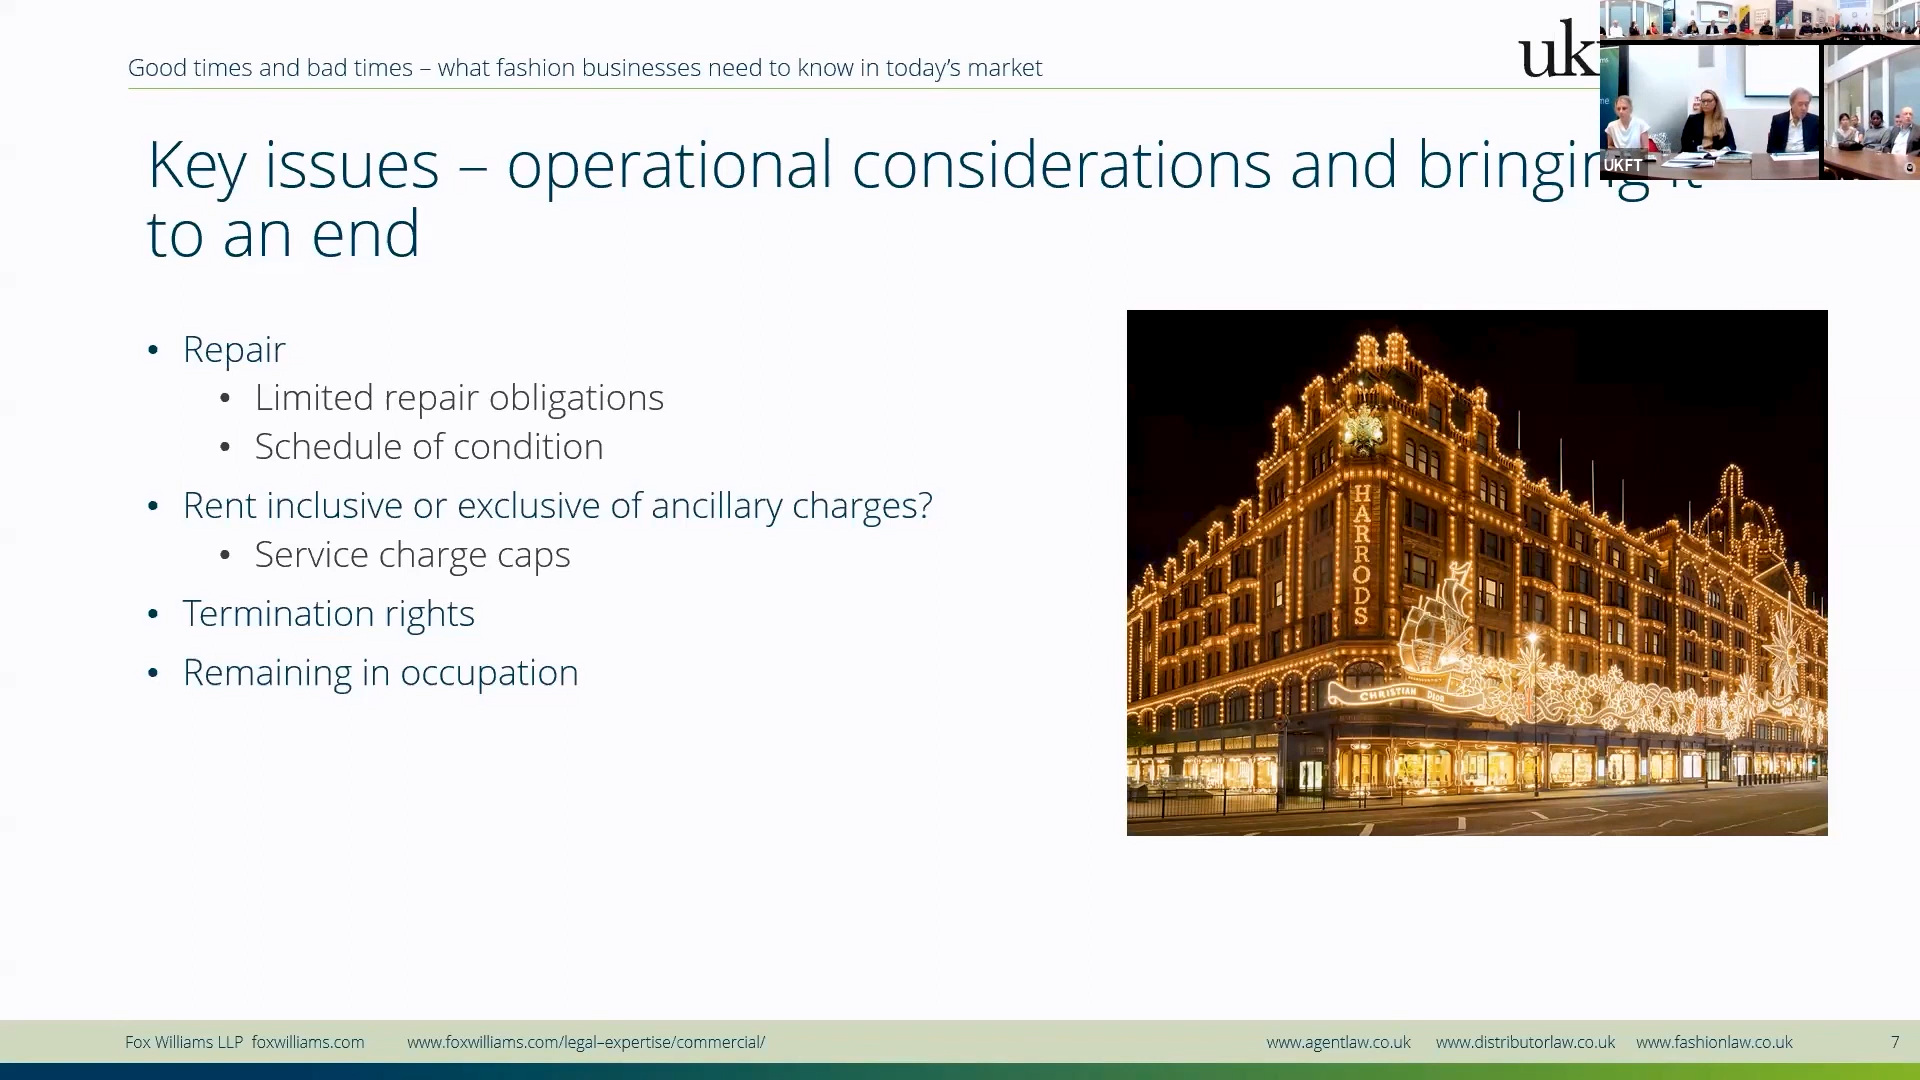 Good times and bad times – what fashion businesses need to know in today's market
uk
UKFT
Key issues – operational considerations and bringing it
to an end
• Repair
• Limited repair obligations
• Schedule of condition
• Rent inclusive or exclusive of ancillary charges?
• Service charge caps
• Termination rights
• Remaining in occupation
HARRODS
CHRISTIAN DIOR
Fox Williams LLP foxwilliams.com www.foxwilliams.com/legal–expertise/commercial/ www.agentlaw.co.uk www.distributorlaw.co.uk www.fashionlaw.co.uk 7